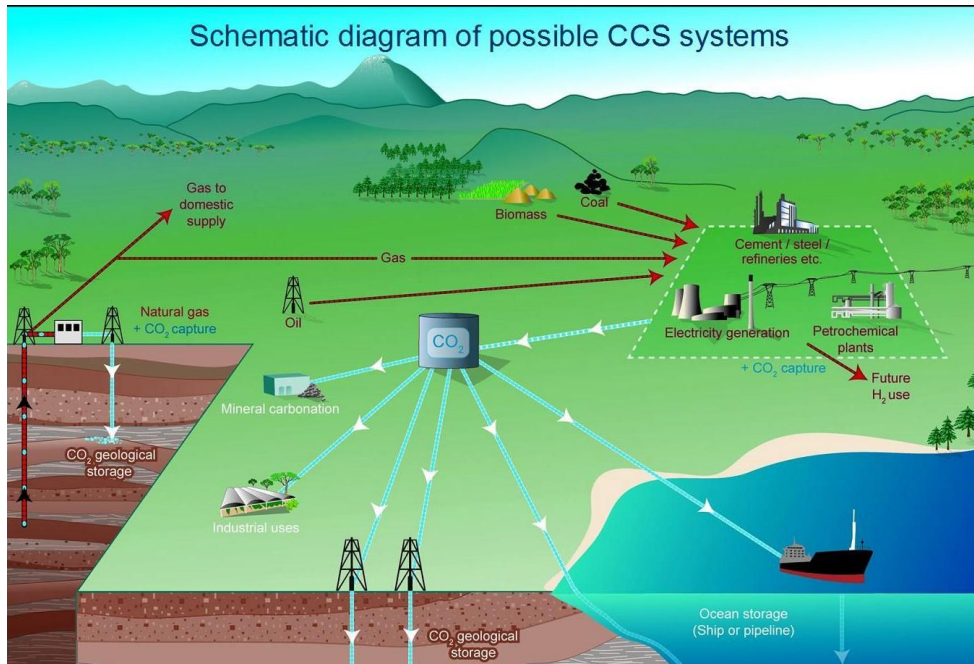 Schematic diagram of possible CCS systems
Gas to
domestic
supply
Biomass
Coal
Cement / steel /
refineries etc.
Gas
Natural gas
+ CO₂ capture
Oil
Electricity generation
Petrochemical
plants
+ CO₂ capture
Future
H₂ use
CO₂
Mineral carbonation
CO₂ geological
storage
Industrial uses
Ocean storage
(Ship or pipeline)
CO₂ geological
storage